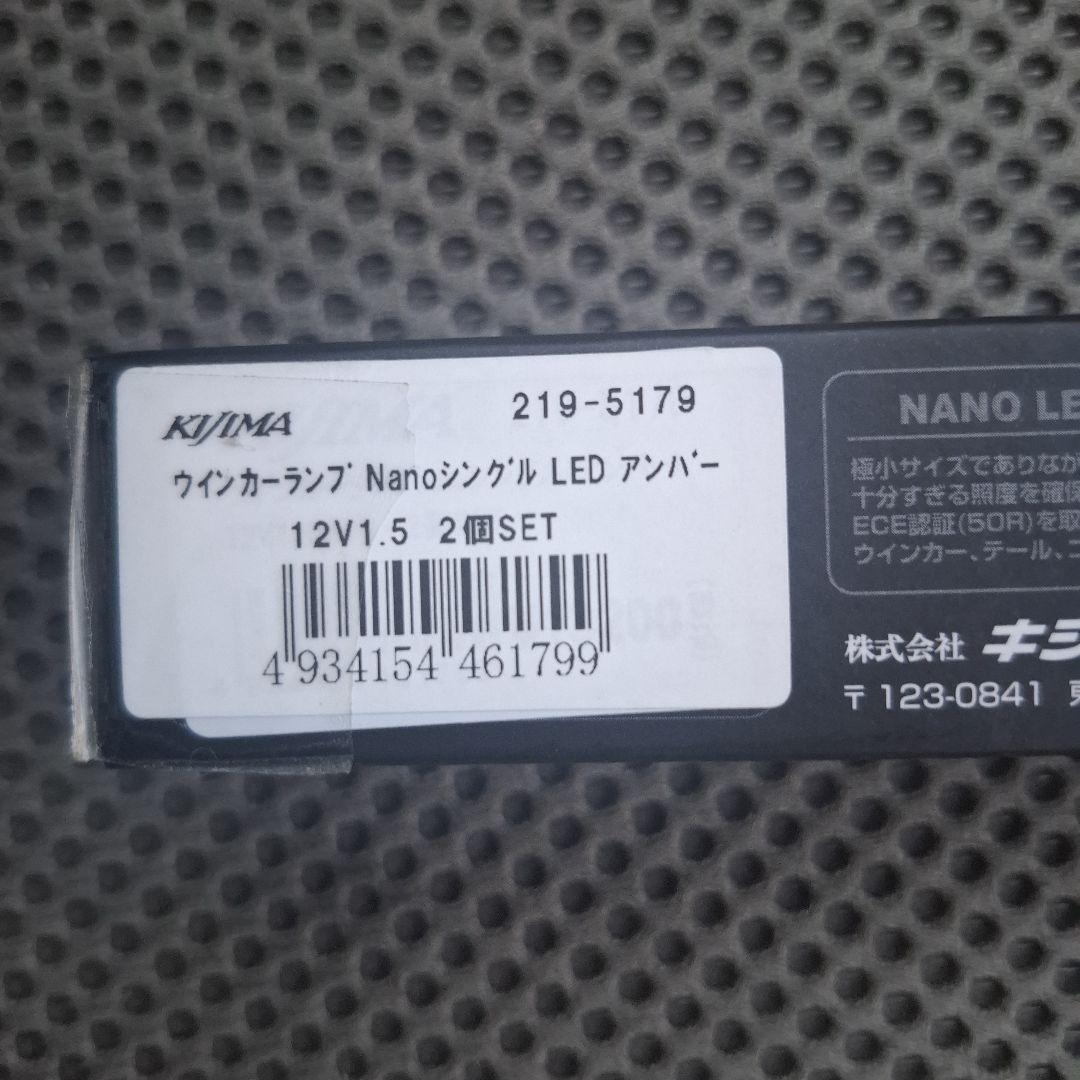 KIJIMA
219-5179
ウインカーランプ Nanoシングル LED アンバー
12V1.5 2個SET
4 934154 461799
NANO LE
極小サイズでありなが
十分すぎる照度を確保
ECE認証(50R)を取
ウインカー、テール、コ
株式会社 キジ
〒123-0841 東